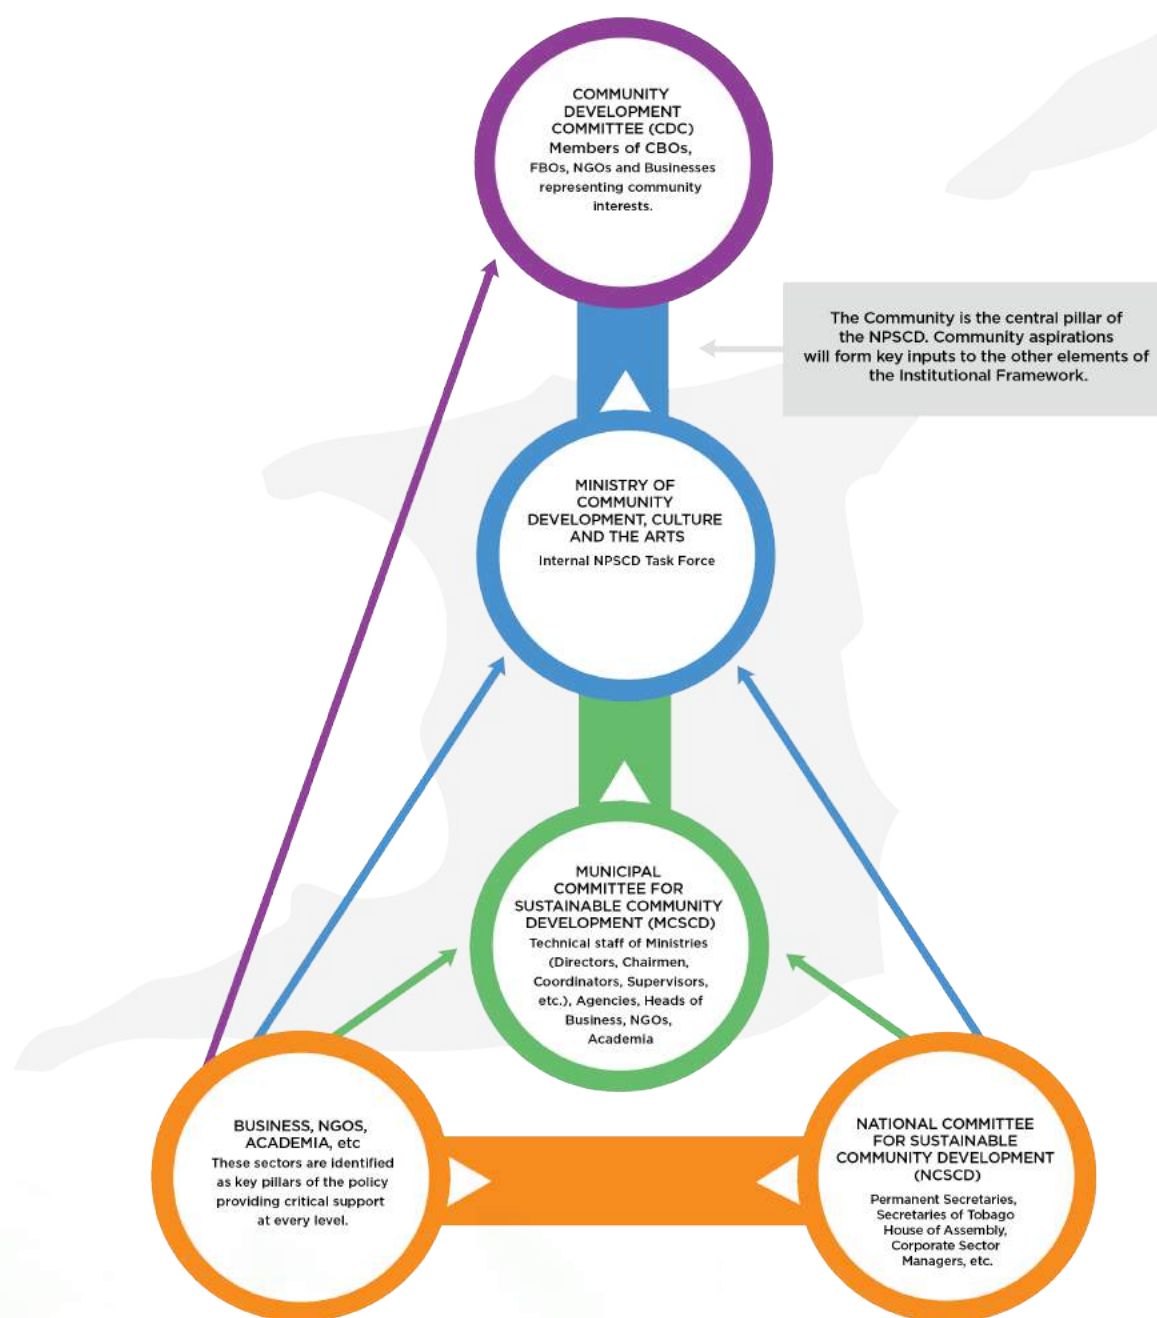 COMMUNITY
DEVELOPMENT
COMMITTEE (CDC)
Members of CBOs,
FBOs, NGOs and Businesses
representing community
interests.
The Community is the central pillar of
the NPSCD. Community aspirations
will form key inputs to the other elements of
the Institutional Framework.
MINISTRY OF
COMMUNITY
DEVELOPMENT, CULTURE
AND THE ARTS
Internal NPSCD Task Force
MUNICIPAL
COMMITTEE FOR
SUSTAINABLE COMMUNITY
DEVELOPMENT (MCSCD)
Technical staff of Ministries
(Directors, Chairmen,
Coordinators, Supervisors,
etc.), Agencies, Heads of
Business, NGOs,
Academia
BUSINESS, NGOS,
ACADEMIA, etc
These sectors are identified
as key pillars of the policy
providing critical support
at every level.
NATIONAL COMMITTEE
FOR SUSTAINABLE
COMMUNITY DEVELOPMENT
(NCSCD)
Permanent Secretaries,
Secretaries of Tobago
House of Assembly,
Corporate Sector
Managers, etc.